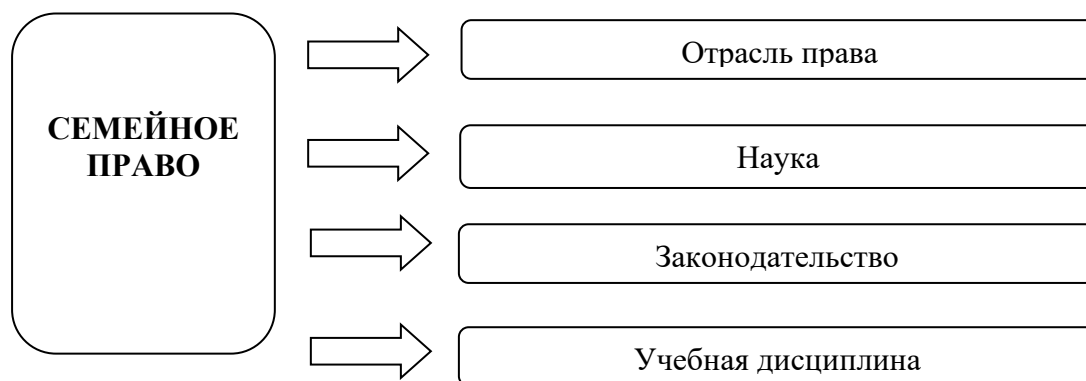 СЕМЕЙНОЕ
ПРАВО
Отрасль права
Наука
Законодательство
Учебная дисциплина